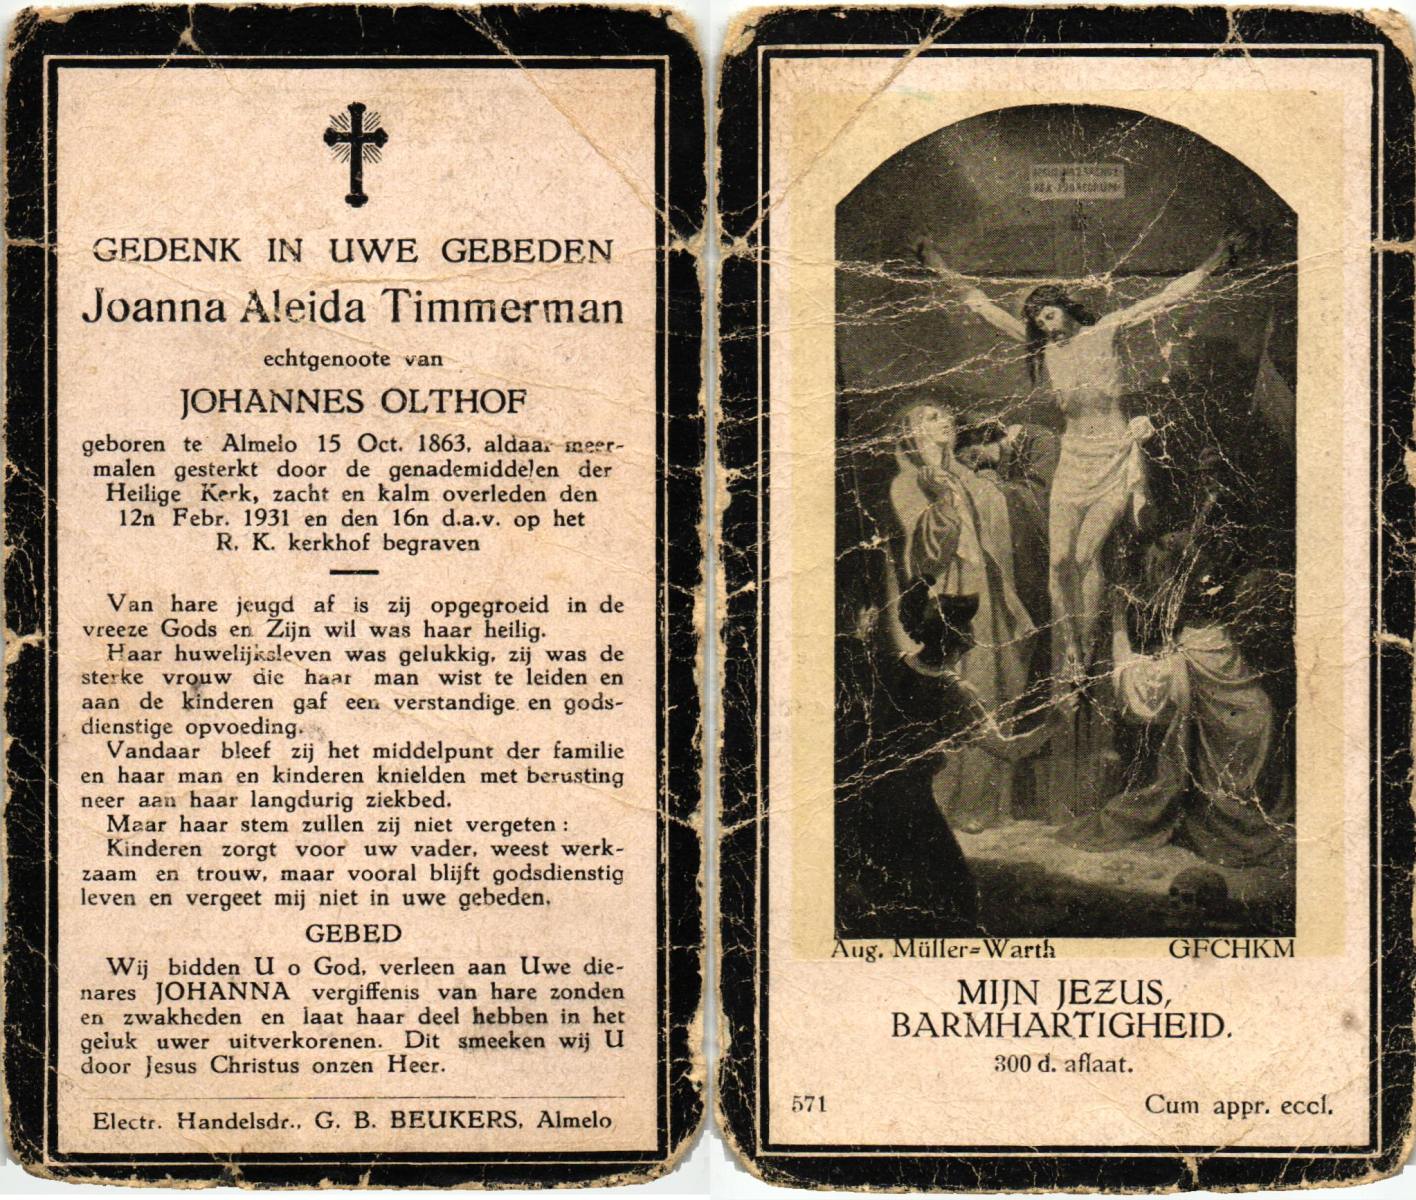 GEDENK IN UWE GEBEDEN
Joanna Aleida Timmerman
echtgenoote van
JOHANNES OLTHOF
geboren te Almelo 15 Oct. 1863, aldaar meer-
malen gesterkt door de genademiddelen der
Heilige Kerk, zacht en kalm overleden den
12n Febr. 1931 en den 16n d.a.v. op het
R. K. kerkhof begraven
Van hare jeugd af is zij opgegroeid in de
vreeze Gods en Zijn wil was haar heilig.
Haar huwelijksleven was gelukkig, zij was de
sterke vrouw die haar man wist te leiden en
aan de kinderen gaf een verstandige en gods-
dienstige opvoeding.
Vandaar bleef zij het middelpunt der familie
en haar man en kinderen knielden met berusting
neer aan haar langdurig ziekbed.
Maar haar stem zullen zij niet vergeten :
Kinderen zorgt voor uw vader, weest werk-
zaam en trouw, maar vooral blijft godsdienstig
leven en vergeet mij niet in uwe gebeden.
GEBED
Wij bidden U o God, verleen aan Uwe die-
nares JOHANNA vergiffenis van hare zonden
en zwakheden en laat haar deel hebben in het
geluk uwer uitverkorenen. Dit smeeken wij U
door Jesus Christus onzen Heer.
Electr. Handelsdr., G. B. BEUKERS, Almelo
REX JUDAEORUM
Aug. Müller-Warth GFCHKM
MIJN JEZUS,
BARMHARTIGHEID.
300 d. aflaat.
571 Cum appr. eccl.